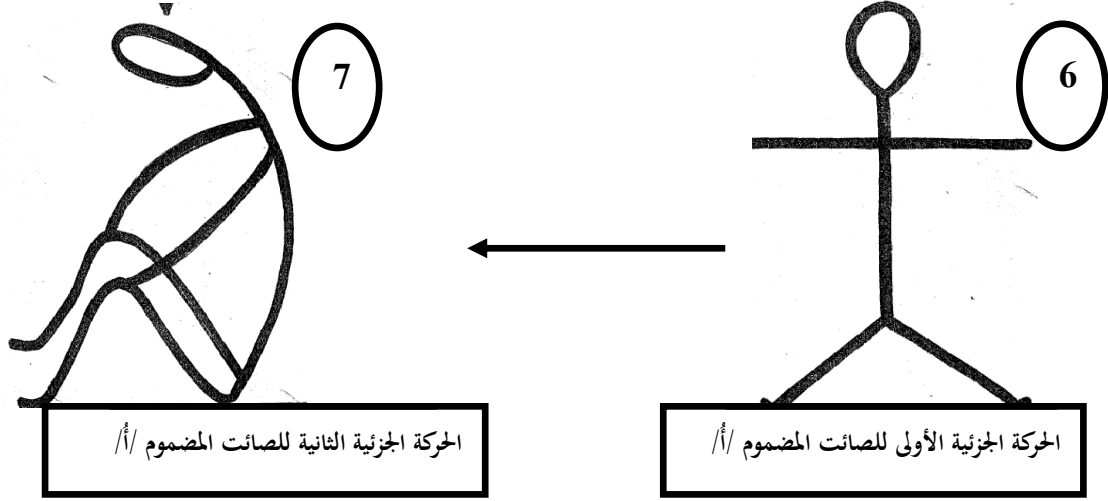 6
7
الحركة الجزئية الأولى للصائت المضموم /أُ/
الحركة الجزئية الثانية للصائت المضموم /أُ/